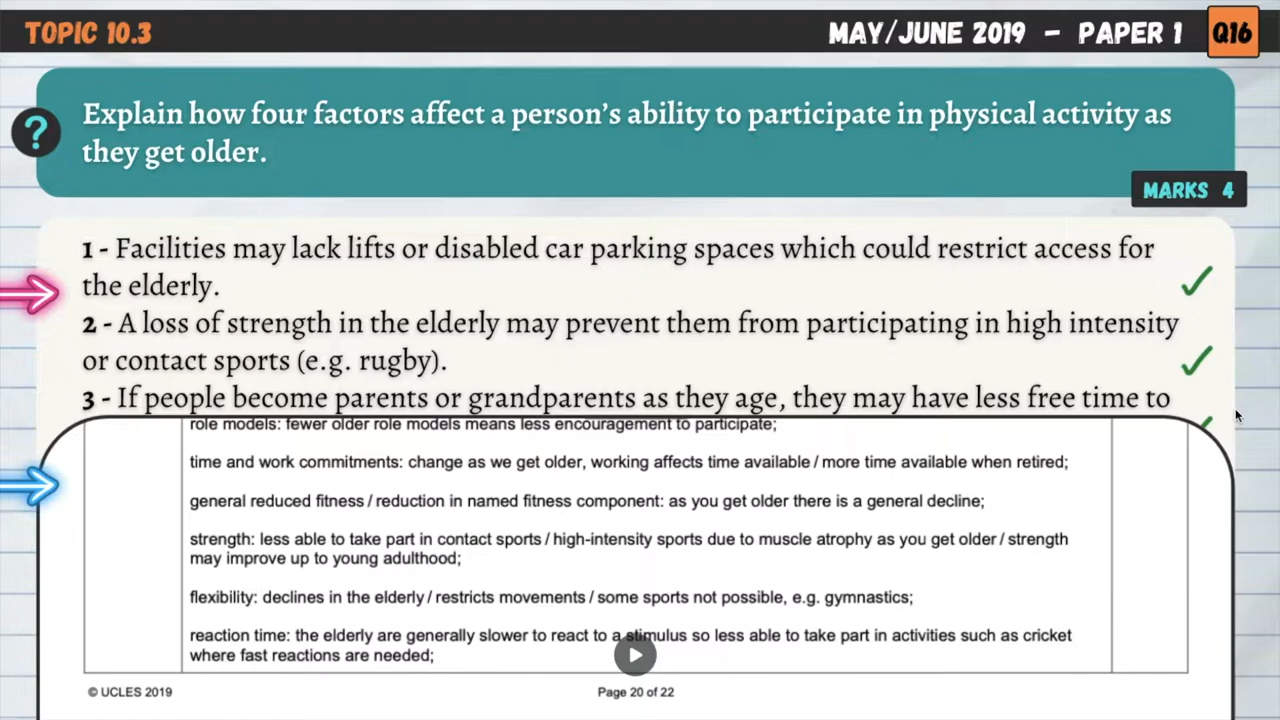 TOPIC 10.3
MAY/JUNE 2019 - PAPER 1
Q16
?
Explain how four factors affect a person's ability to participate in physical activity as
they get older.
MARKS 4
1 - Facilities may lack lifts or disabled car parking spaces which could restrict access for
the elderly.
2 - A loss of strength in the elderly may prevent them from participating in high intensity
or contact sports (e.g. rugby).
3 - If people become parents or grandparents as they age, they may have less free time to
role models: fewer older role models means less encouragement to participate;
time and work commitments: change as we get older, working affects time available / more time available when retired;
general reduced fitness / reduction in named fitness component: as you get older there is a general decline;
strength: less able to take part in contact sports / high-intensity sports due to muscle atrophy as you get older / strength
may improve up to young adulthood;
flexibility: declines in the elderly / restricts movements / some sports not possible, e.g. gymnastics;
reaction time: the elderly are generally slower to react to a stimulus so less able to take part in activities such as cricket
where fast reactions are needed;
© UCLES 2019
Page 20 of 22